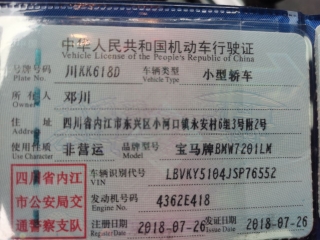 中华人民共和国机动车行驶证
Vehicle License of the People's Republic of China
号牌号码 川KK618D 车辆类型 小型轿车
Plate No. Vehicle Type
所有人 邓川
Owner
住址 四川省内江市东兴区小河口镇永安村6组3号附2号
Address
使用性质 非营运 品牌型号 宝马牌BMW7201LM
Use Character Model
四川省内江市公安局交通警察支队
车辆识别代号 LBVKY5104JSP76552
VIN
发动机号码 4362E418
Engine No.
注册日期 2018-07-26 发证日期 2018-07-26
Register Date Issue Date